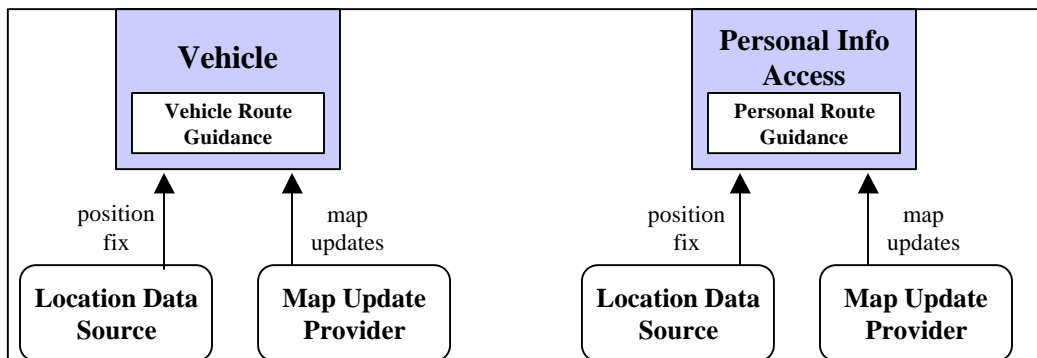 Vehicle
Vehicle Route
Guidance
position
fix
map
updates
Location Data
Source
Map Update
Provider
Personal Info
Access
Personal Route
Guidance
position
fix
map
updates
Location Data
Source
Map Update
Provider